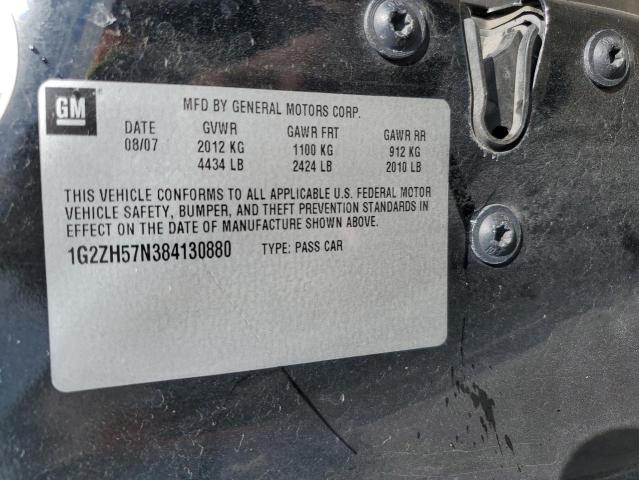 GM
MFD BY GENERAL MOTORS CORP.
DATE GVWR GAWR FRT GAWR RR
08/07 2012 KG 1100 KG 912 KG
4434 LB 2424 LB 2010 LB
THIS VEHICLE CONFORMS TO ALL APPLICABLE U.S. FEDERAL MOTOR
VEHICLE SAFETY, BUMPER, AND THEFT PREVENTION STANDARDS IN
EFFECT ON THE DATE OF MANUFACTURE SHOWN ABOVE.
1G2ZH57N384130880 TYPE: PASS CAR